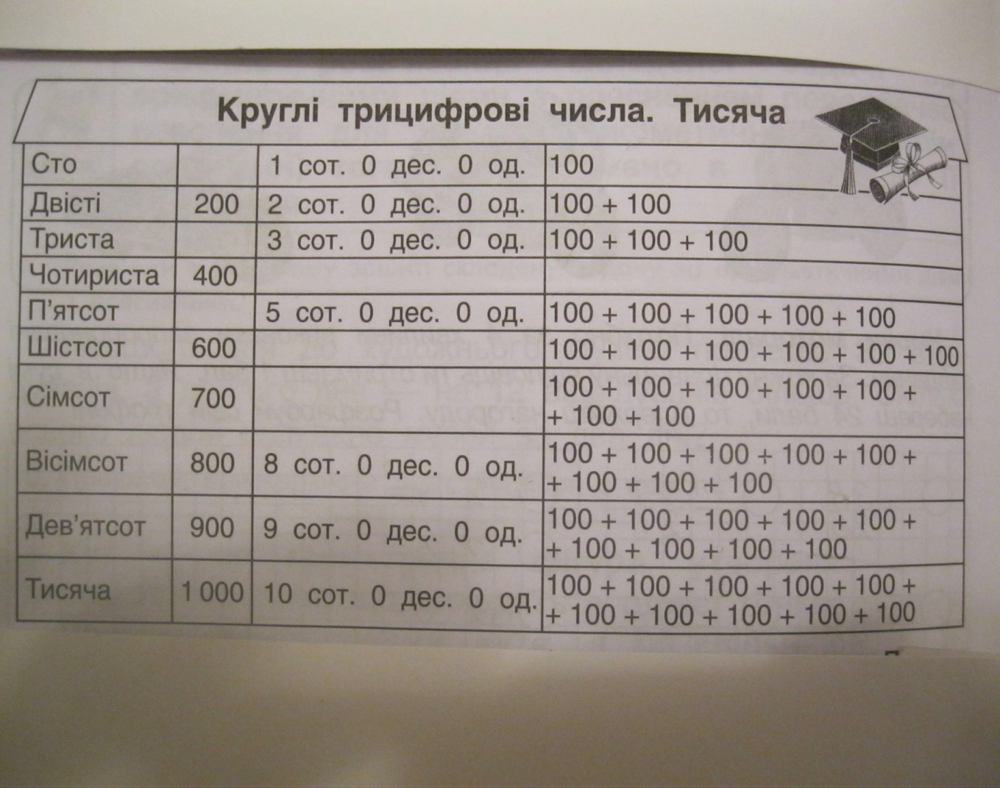 Круглі трицифрові числа. Тисяча
Сто 1 сот. 0 дес. 0 од. 100
Двісті 200 2 сот. 0 дес. 0 од. 100 + 100
Триста 3 сот. 0 дес. 0 од. 100 + 100 + 100
Чотириста 400
П'ятсот 5 сот. 0 дес. 0 од. 100 + 100 + 100 + 100 + 100
Шістсот 600 100 + 100 + 100 + 100 + 100 + 100
Сімсот 700 100 + 100 + 100 + 100 + 100 +
+ 100 + 100
Вісімсот 800 8 сот. 0 дес. 0 од. 100 + 100 + 100 + 100 + 100 +
+ 100 + 100 + 100
Дев'ятсот 900 9 сот. 0 дес. 0 од. 100 + 100 + 100 + 100 + 100 +
+ 100 + 100 + 100 + 100
Тисяча 1 000 10 сот. 0 дес. 0 од. 100 + 100 + 100 + 100 + 100 +
+ 100 + 100 + 100 + 100 + 100